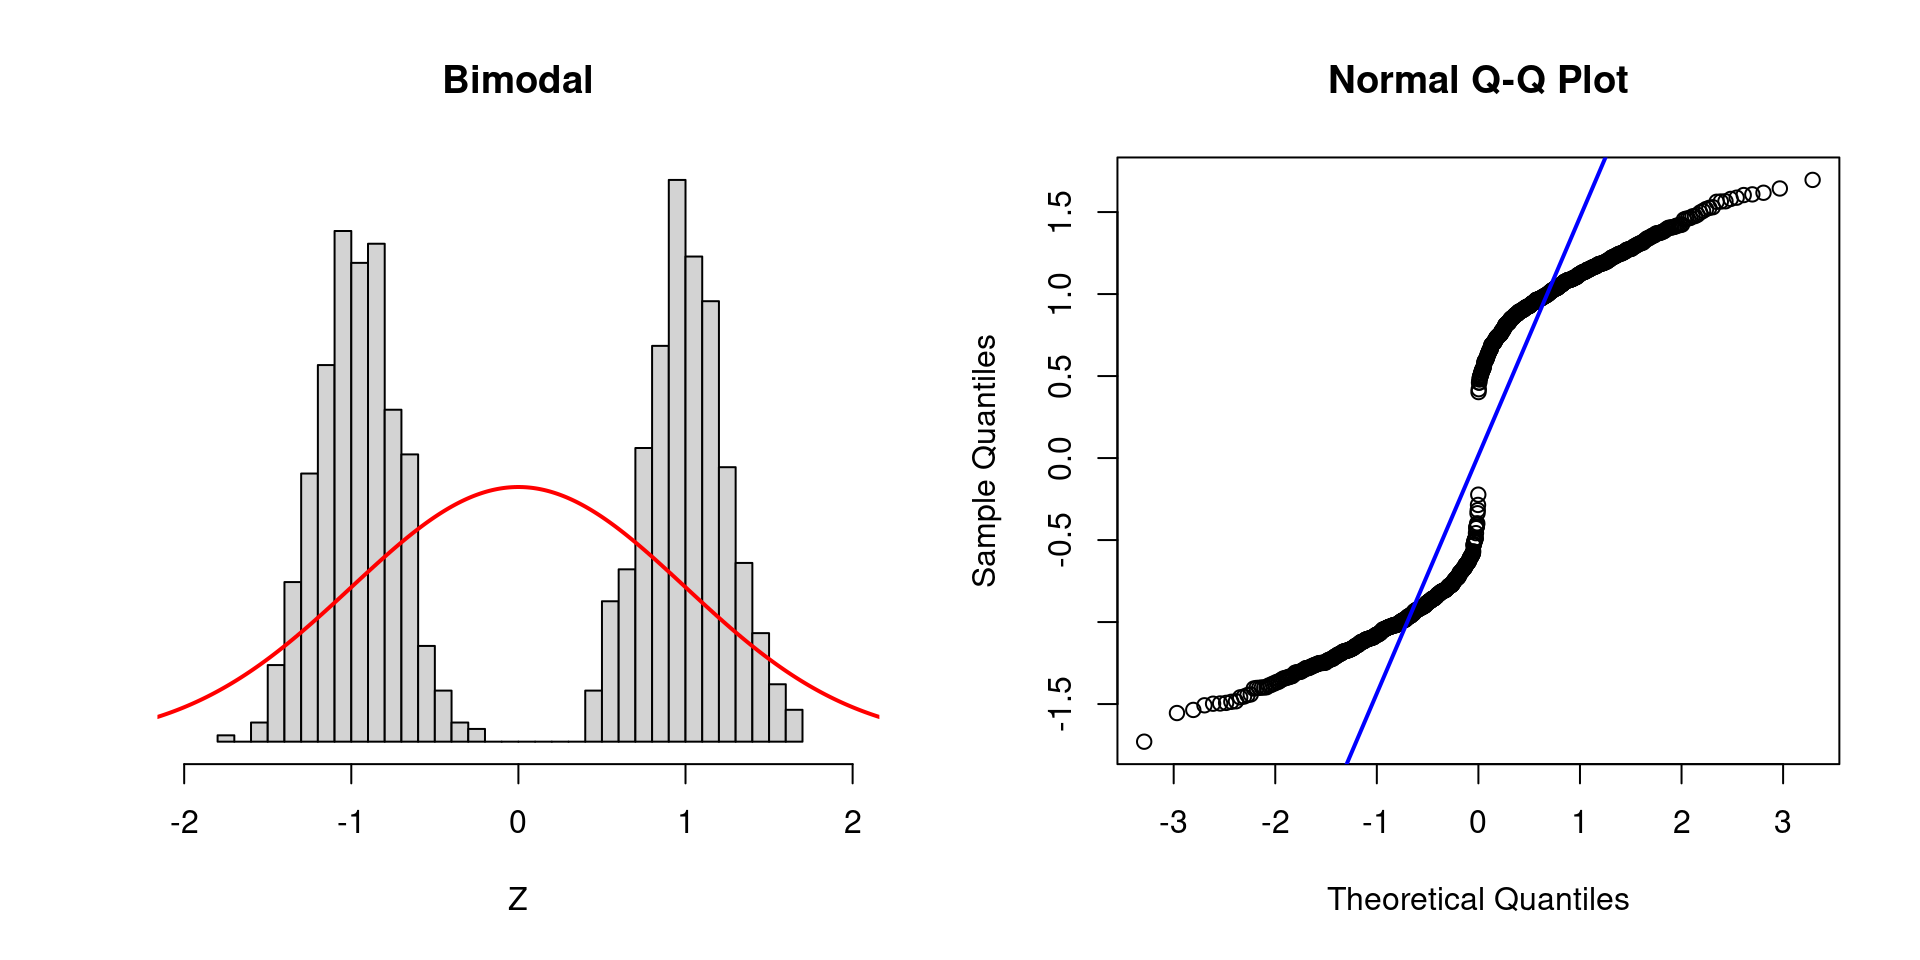 Bimodal
-2 -1 0 1 2
Z
Normal Q-Q Plot
Sample Quantiles
-1.5 -0.5 0.0 0.5 1.0 1.5
-3 -2 -1 0 1 2 3
Theoretical Quantiles